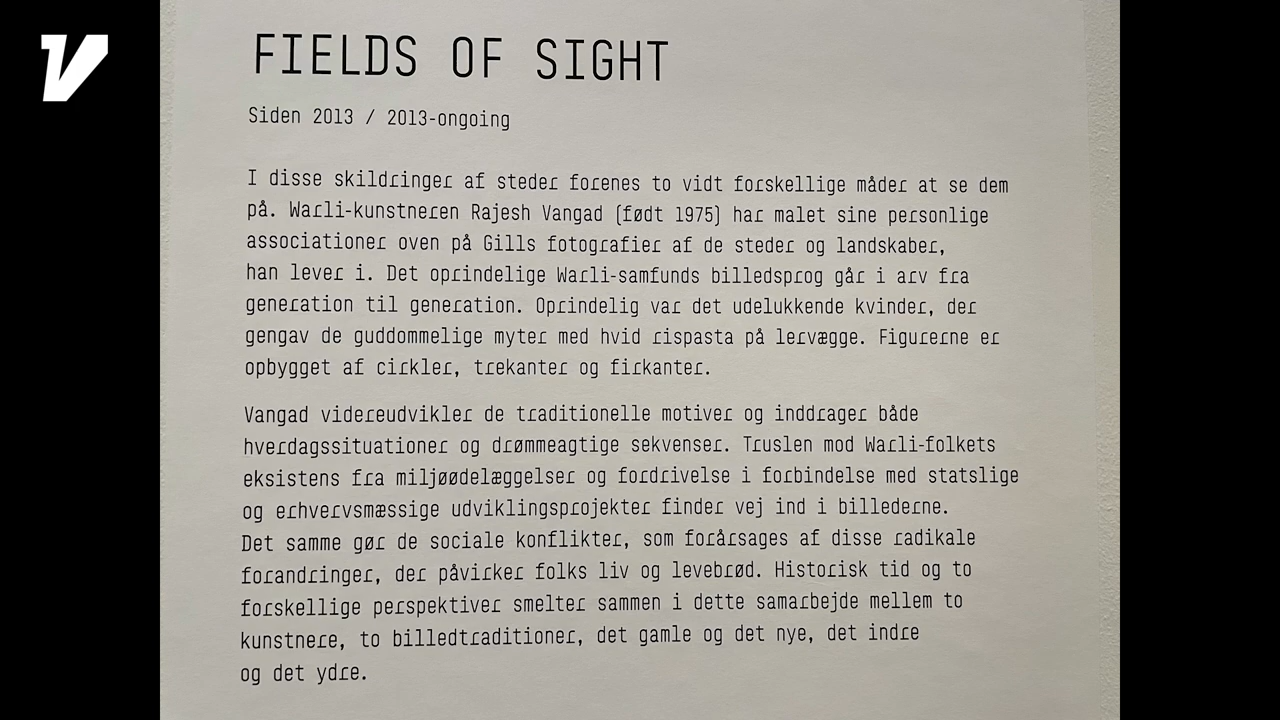 FIELDS OF SIGHT
Siden 2013 / 2013-ongoing
I disse skildringer af steder forenes to vidt forskellige måder at se dem
på. Warli-kunstneren Rajesh Vangad (født 1975) har malet sine personlige
associationer oven på Gills fotografier af de steder og landskaber,
han lever i. Det oprindelige Warli-samfunds billedsprog går i arv fra
generation til generation. Oprindelig var det udelukkende kvinder, der
gengav de guddommelige myter med hvid rispasta på lervægge. Figurerne er
opbygget af cirkler, trekanter og firkanter.
Vangad videreudvikler de traditionelle motiver og inddrager både
hverdagssituationer og drømmeagtige sekvenser. Truslen mod Warli-folkets
eksistens fra miljøødelæggelser og fordrivelse i forbindelse med statslige
og erhvervsmæssige udviklingsprojekter finder vej ind i billederne.
Det samme gør de sociale konflikter, som forårsages af disse radikale
forandringer, der påvirker folks liv og levebrød. Historisk tid og to
forskellige perspektiver smelter sammen i dette samarbejde mellem to
kunstnere, to billedtraditioner, det gamle og det nye, det indre
og det ydre.